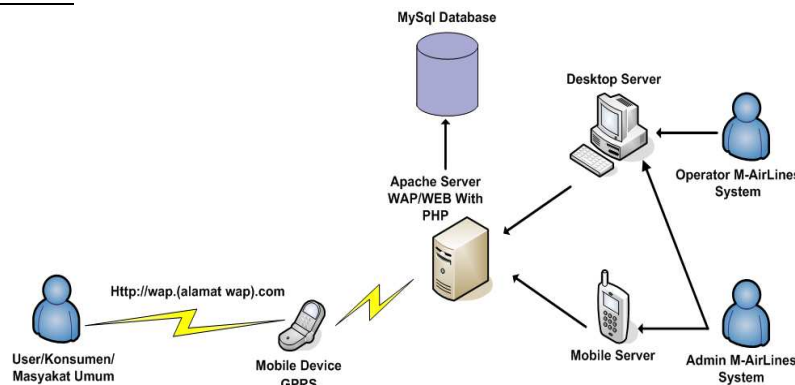 MySql Database
Desktop Server
Operator M-AirLines
System
Apache Server
WAP/WEB With
PHP
Http://wap.(alamat wap).com
User/Konsumen/
Masyakat Umum
Mobile Device
GPRS
Mobile Server
Admin M-AirLines
System